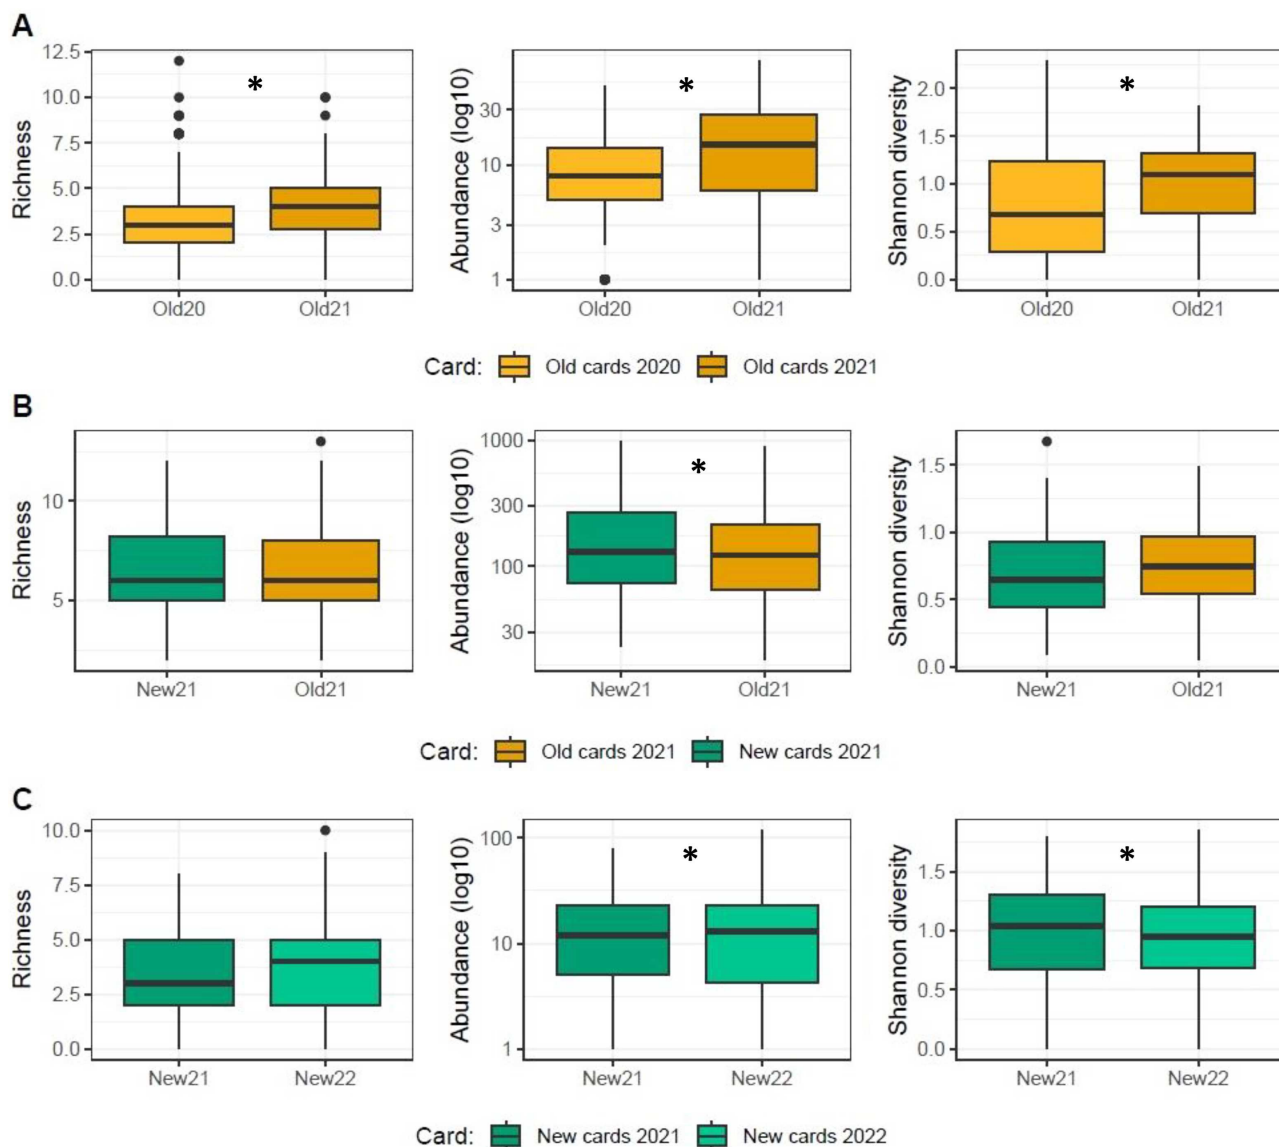 A
Richness
12.5
10.0
7.5
5.0
2.5
0.0
*
Old20
Old21
Abundance (log10)
30
10
3
1
*
Old20
Old21
Shannon diversity
2.0
1.5
1.0
0.5
0.0
*
Old20
Old21
Card: Old cards 2020 Old cards 2021
B
Richness
10
5
New21
Old21
Abundance (log10)
1000
300
100
30
*
New21
Old21
Shannon diversity
1.5
1.0
0.5
0.0
New21
Old21
Card: Old cards 2021 New cards 2021
C
Richness
10.0
7.5
5.0
2.5
0.0
New21
New22
Abundance (log10)
100
10
1
*
New21
New22
Shannon diversity
1.5
1.0
0.5
0.0
*
New21
New22
Card: New cards 2021 New cards 2022